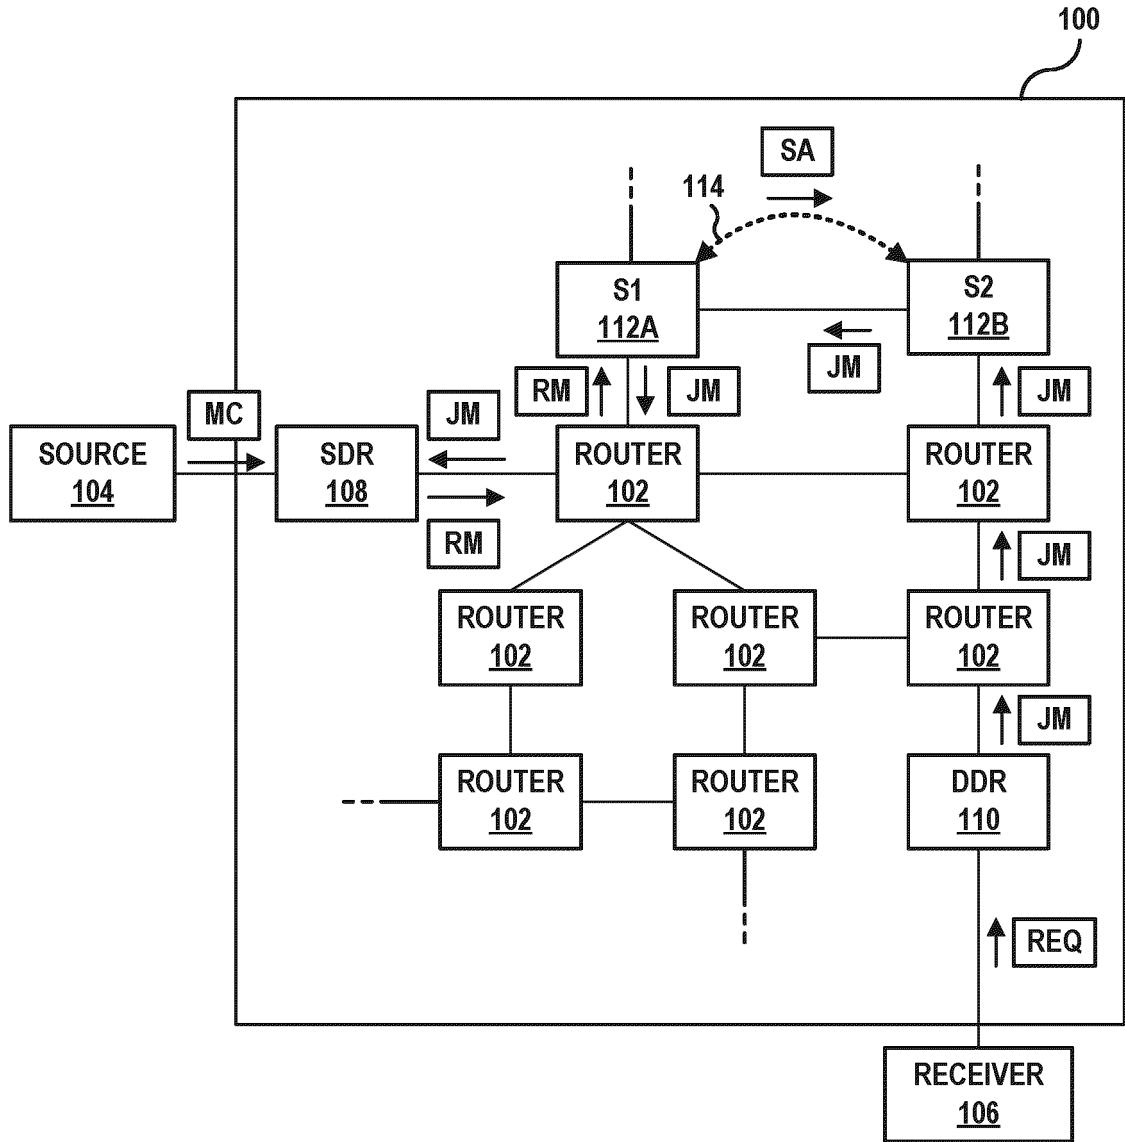 100
SA
114
S1
112A
S2
112B
JM
RM
JM
JM
MC
JM
SOURCE
104
SDR
108
ROUTER
102
ROUTER
102
RM
JM
ROUTER
102
ROUTER
102
ROUTER
102
JM
ROUTER
102
ROUTER
102
DDR
110
REQ
RECEIVER
106